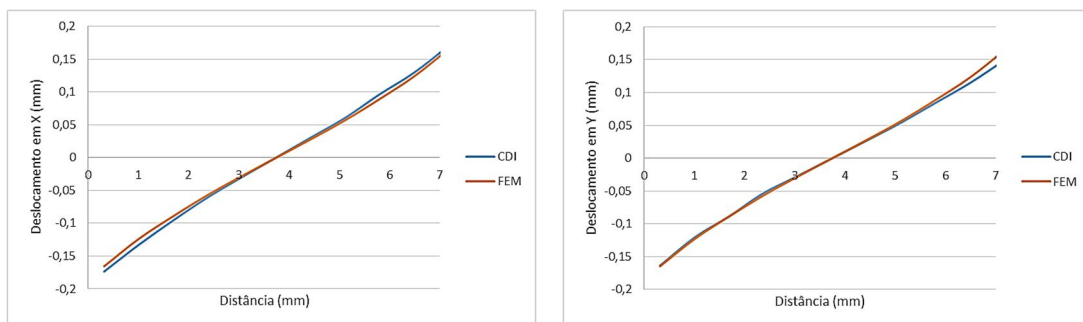 0,2
0,15
0,1
0,05
0
-0,05
-0,1
-0,15
-0,2
0 1 2 3 4 5 6 7
Deslocamento em X (mm)
Distância (mm)
CDI
FEM
0,2
0,15
0,1
0,05
0
-0,05
-0,1
-0,15
-0,2
0 1 2 3 4 5 6 7
Deslocamento em Y (mm)
Distância (mm)
CDI
FEM